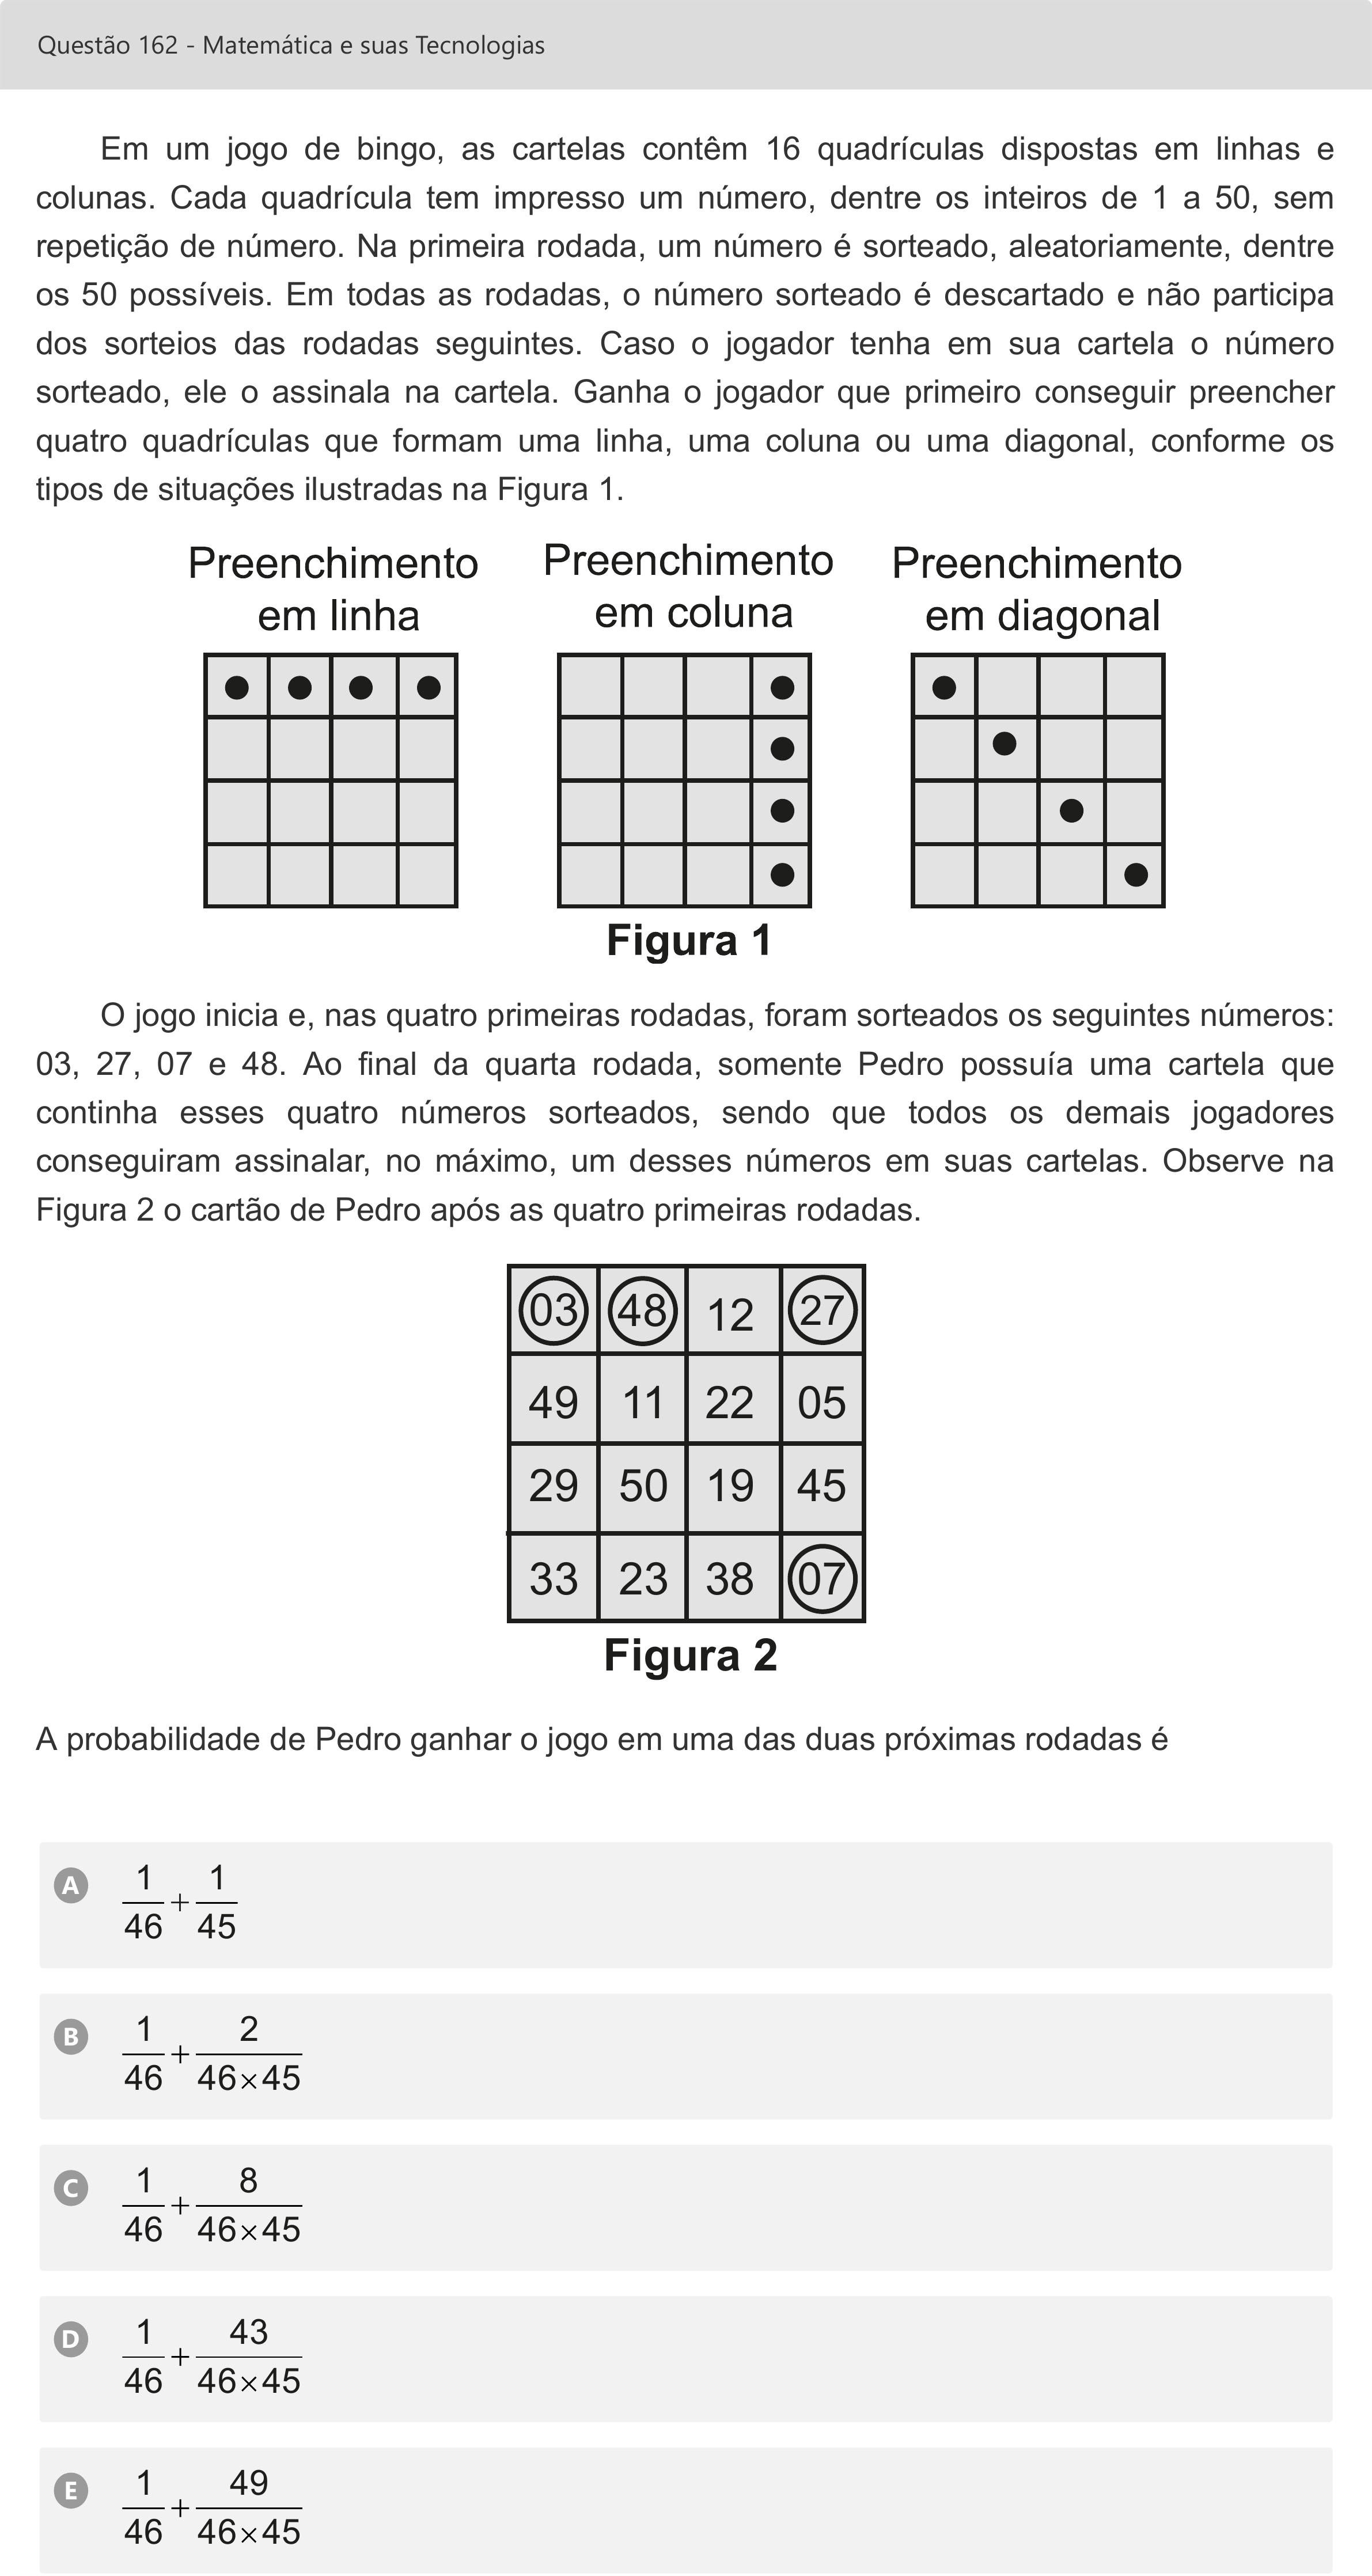 Questão 162 - Matemática e suas Tecnologias
Em um jogo de bingo, as cartelas contêm 16 quadrículas dispostas em linhas e
colunas. Cada quadrícula tem impresso um número, dentre os inteiros de 1 a 50, sem
repetição de número. Na primeira rodada, um número é sorteado, aleatoriamente, dentre
os 50 possíveis. Em todas as rodadas, o número sorteado é descartado e não participa
dos sorteios das rodadas seguintes. Caso o jogador tenha em sua cartela o número
sorteado, ele o assinala na cartela. Ganha o jogador que primeiro conseguir preencher
quatro quadrículas que formam uma linha, uma coluna ou uma diagonal, conforme os
tipos de situações ilustradas na Figura 1.
Preenchimento
em linha
Preenchimento
em coluna
Preenchimento
em diagonal
Figura 1
O jogo inicia e, nas quatro primeiras rodadas, foram sorteados os seguintes números:
03, 27, 07 e 48. Ao final da quarta rodada, somente Pedro possuía uma cartela que
continha esses quatro números sorteados, sendo que todos os demais jogadores
conseguiram assinalar, no máximo, um desses números em suas cartelas. Observe na
Figura 2 o cartão de Pedro após as quatro primeiras rodadas.
03 48 12 27
49 11 22 05
29 50 19 45
33 23 38 07
Figura 2
A probabilidade de Pedro ganhar o jogo em uma das duas próximas rodadas é
A 1/46 + 1/45
B 1/46 + 2/46×45
C 1/46 + 8/46×45
D 1/46 + 43/46×45
E 1/46 + 49/46×45